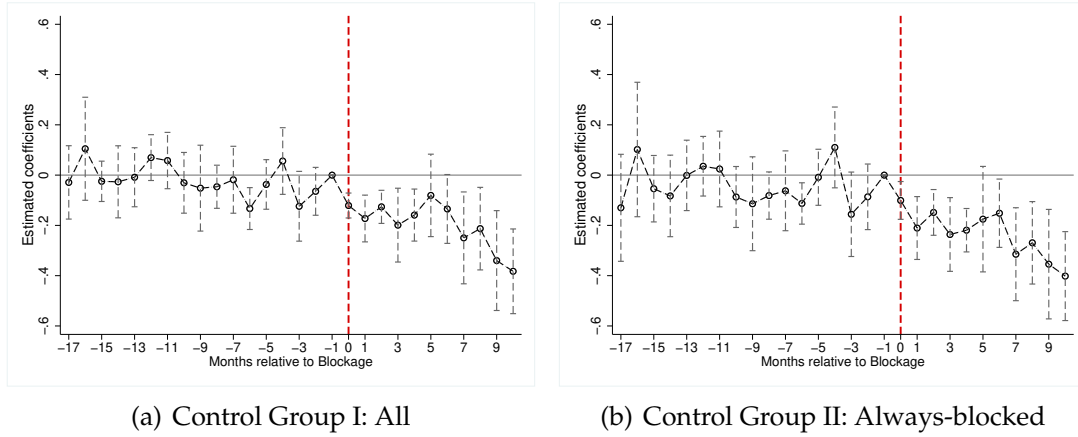 .6
.4
.2
0
-.2
-.4
-.6
Estimated coefficients
−17 −15 −13 −11 −9 −7 −5 −3 −1 0 1 3 5 7 9
Months relative to Blockage
(a) Control Group I: All
.6
.4
.2
0
-.2
-.4
-.6
Estimated coefficients
−17 −15 −13 −11 −9 −7 −5 −3 −1 0 1 3 5 7 9
Months relative to Blockage
(b) Control Group II: Always-blocked